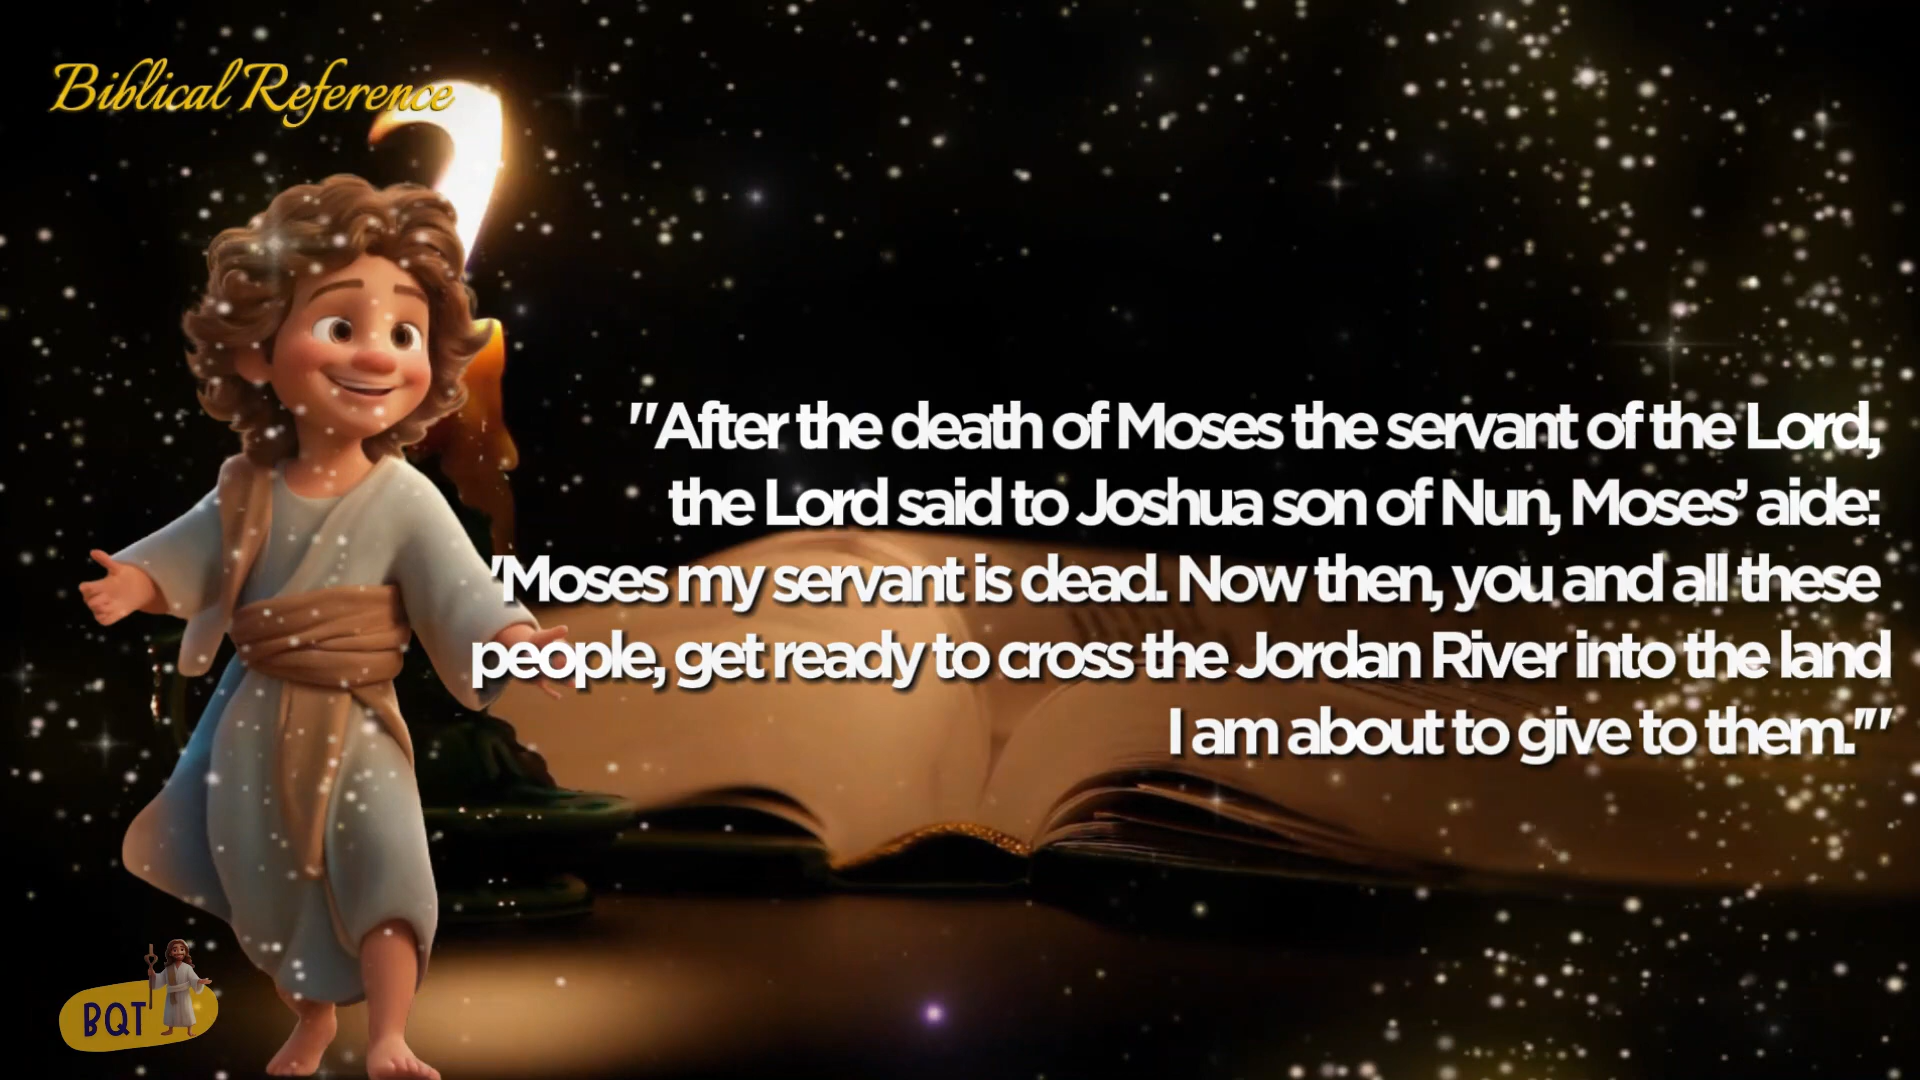 Biblical Reference
"After the death of Moses the servant of the Lord,
the Lord said to Joshua son of Nun, Moses’ aide:
'Moses my servant is dead. Now then, you and all these
people, get ready to cross the Jordan River into the land
I am about to give to them.'"
BQT